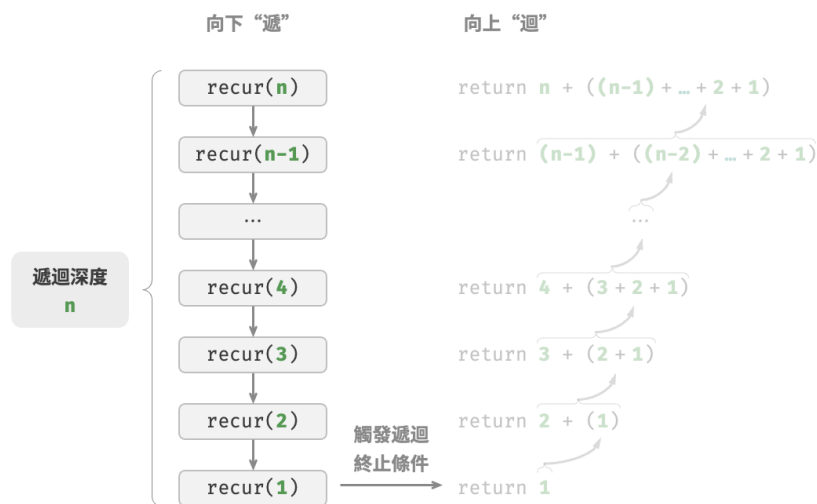 向下“遞”
向上“迴”
recur(n)
return n + ((n-1) + … + 2 + 1)
recur(n-1)
return (n-1) + ((n-2) + … + 2 + 1)
…
…
遞迴深度
n
recur(4)
return 4 + (3 + 2 + 1)
recur(3)
return 3 + (2 + 1)
recur(2)
return 2 + (1)
觸發遞迴
終止條件
recur(1)
return 1